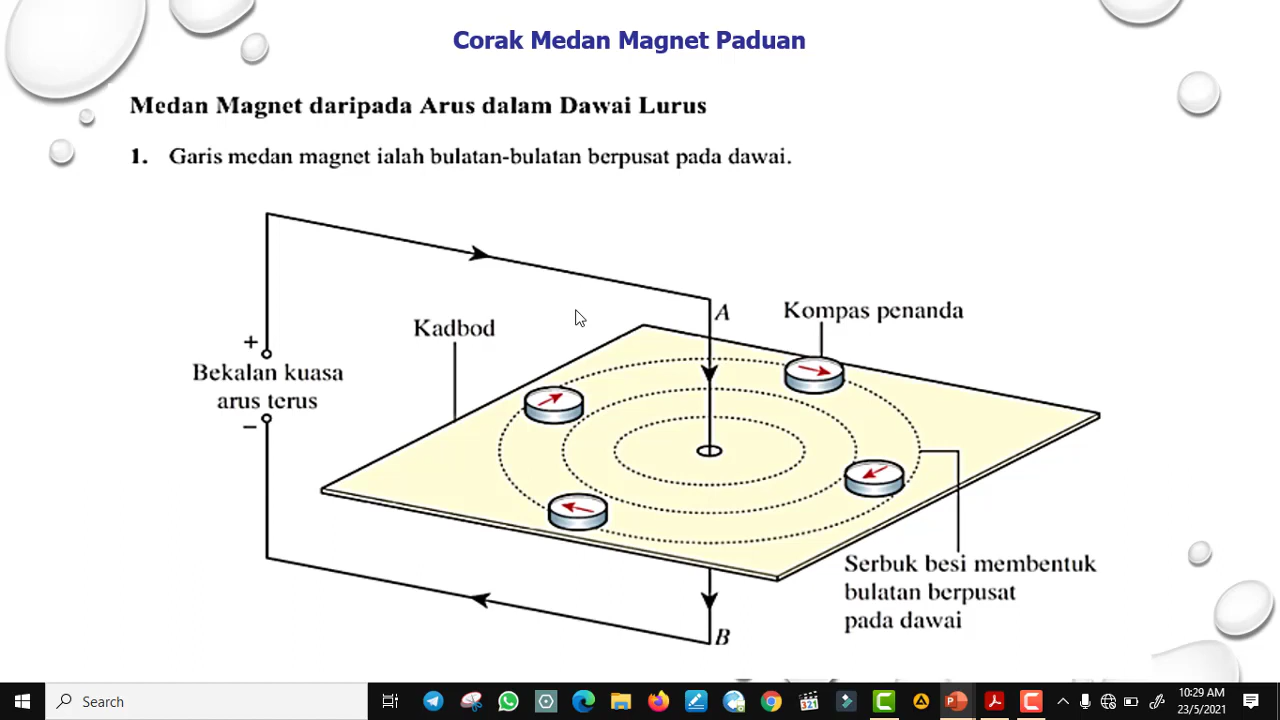 Corak Medan Magnet Paduan
Medan Magnet daripada Arus dalam Dawai Lurus
1. Garis medan magnet ialah bulatan-bulatan berpusat pada dawai.
A
Kompas penanda
Kadbod
+
Bekalan kuasa
arus terus
−
Serbuk besi membentuk
bulatan berpusat
pada dawai
B
Search
321
10:29 AM
23/5/2021